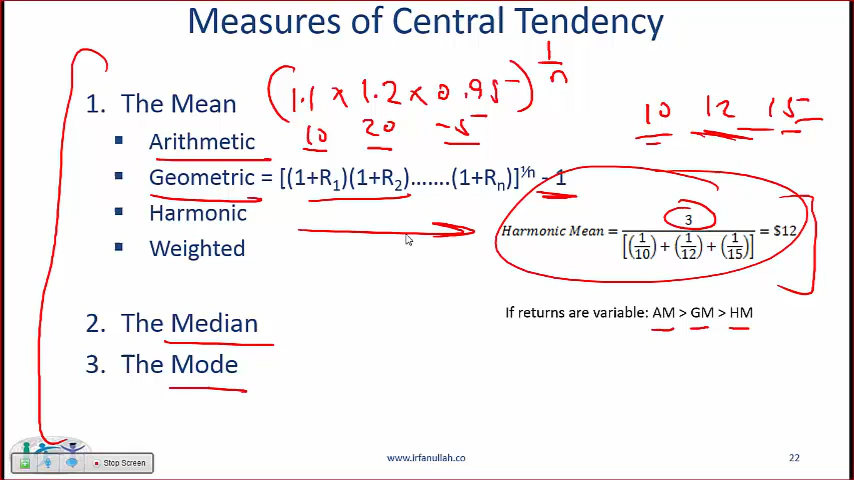 Measures of Central Tendency
(1.1 × 1.2 × 0.95)^1/n
1. The Mean
10 12 15
10 20 -5
▪ Arithmetic
▪ Geometric = [(1+R1)(1+R2).......(1+Rn)]^1/n – 1
▪ Harmonic
Harmonic Mean = 3 / [(1/10) + (1/12) + (1/15)] = $12
▪ Weighted
If returns are variable: AM > GM > HM
2. The Median
3. The Mode
Stop Screen
www.irfanullah.co
22